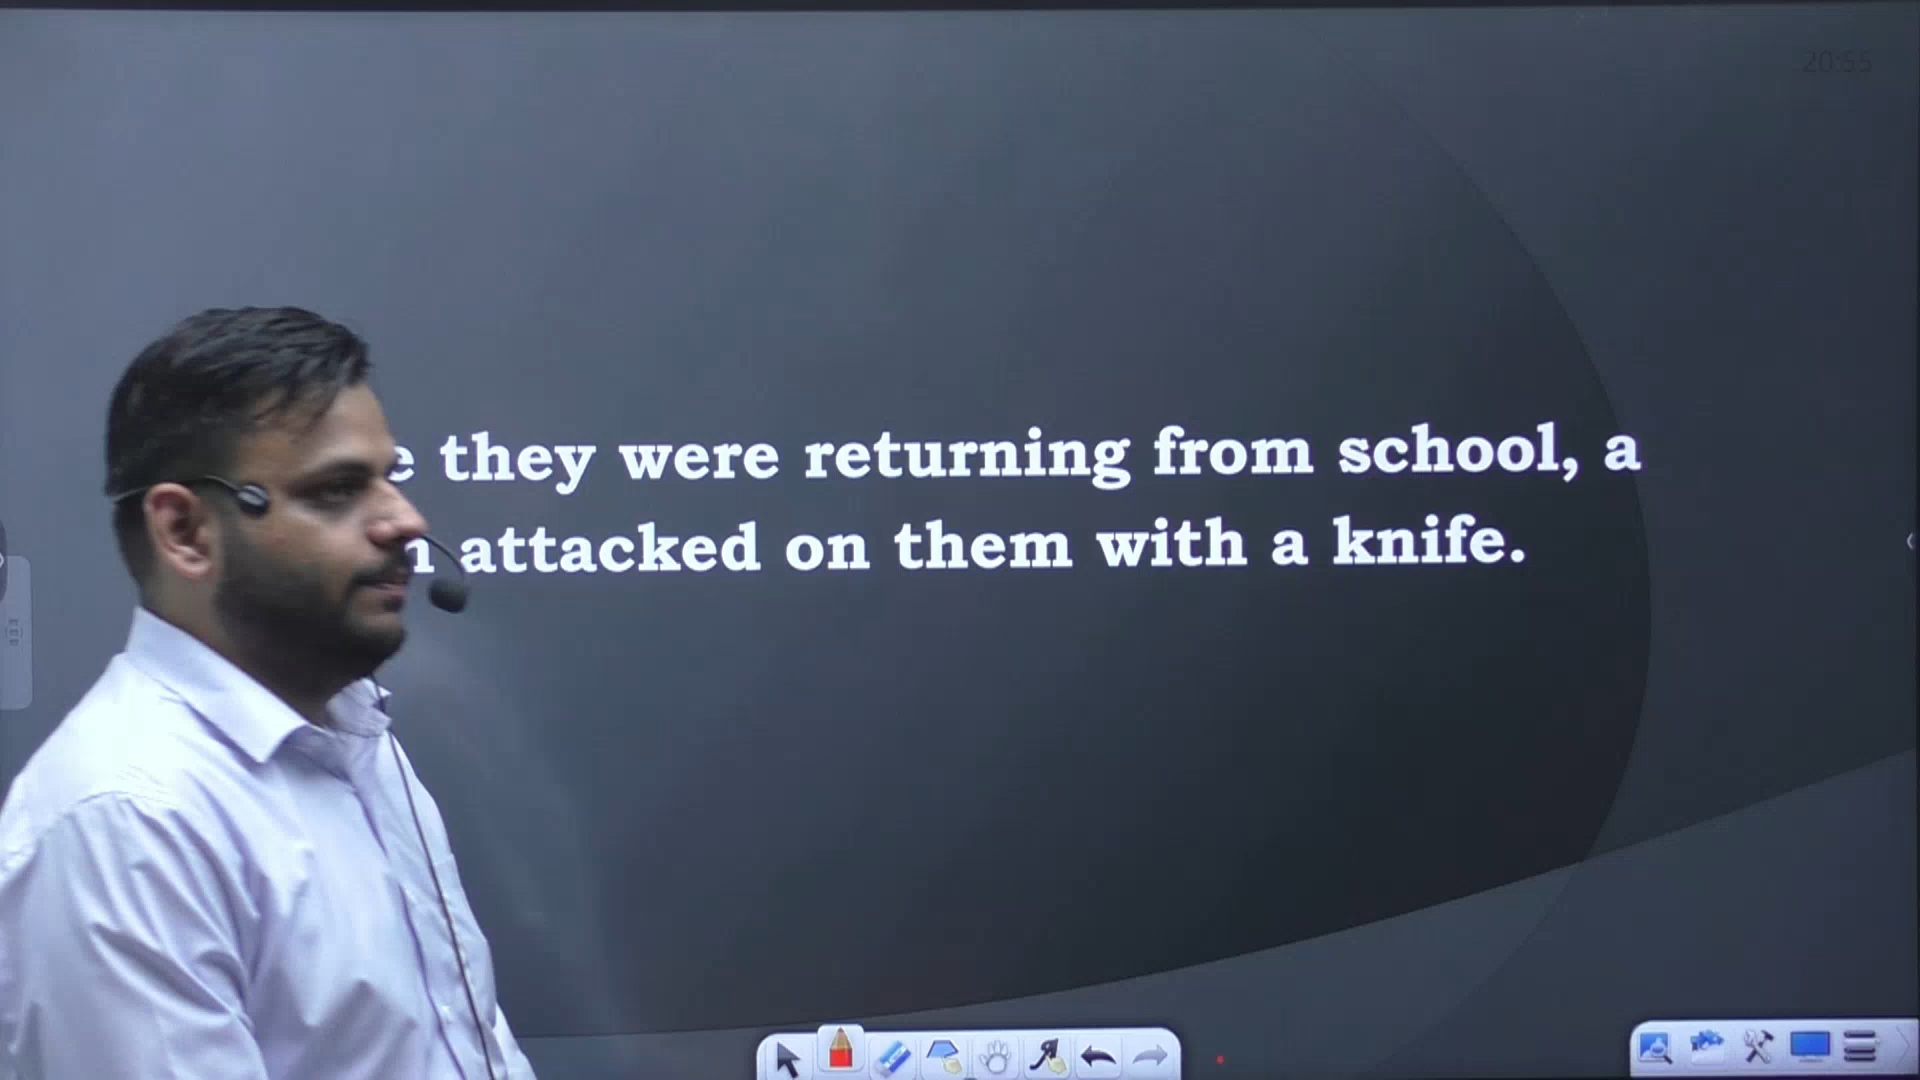 20:55
they were returning from school, a
attacked on them with a knife.